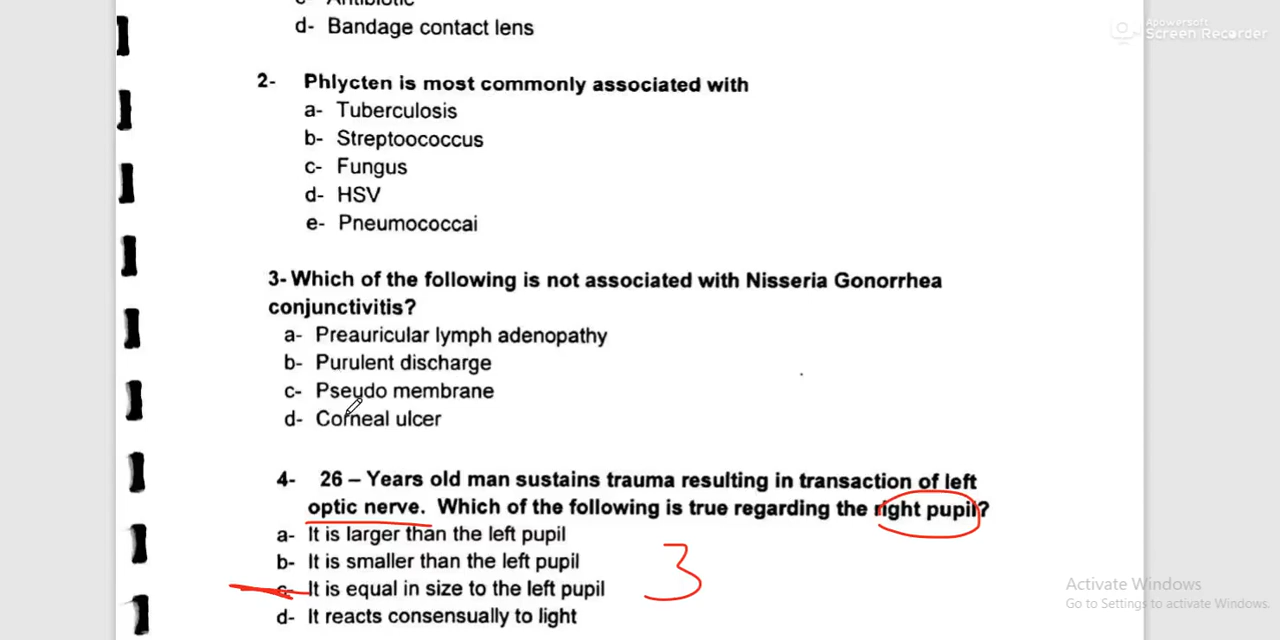 d- Bandage contact lens
Apowersoft
Screen Recorder
2- Phlycten is most commonly associated with
a- Tuberculosis
b- Streptoococcus
c- Fungus
d- HSV
e- Pneumococcai
3- Which of the following is not associated with Nisseria Gonorrhea
conjunctivitis?
a- Preauricular lymph adenopathy
b- Purulent discharge
c- Pseudo membrane
d- Corneal ulcer
4- 26 – Years old man sustains trauma resulting in transaction of left
optic nerve. Which of the following is true regarding the right pupil?
a- It is larger than the left pupil
b- It is smaller than the left pupil
c- It is equal in size to the left pupil
3
d- It reacts consensually to light
Activate Windows
Go to Settings to activate Windows.